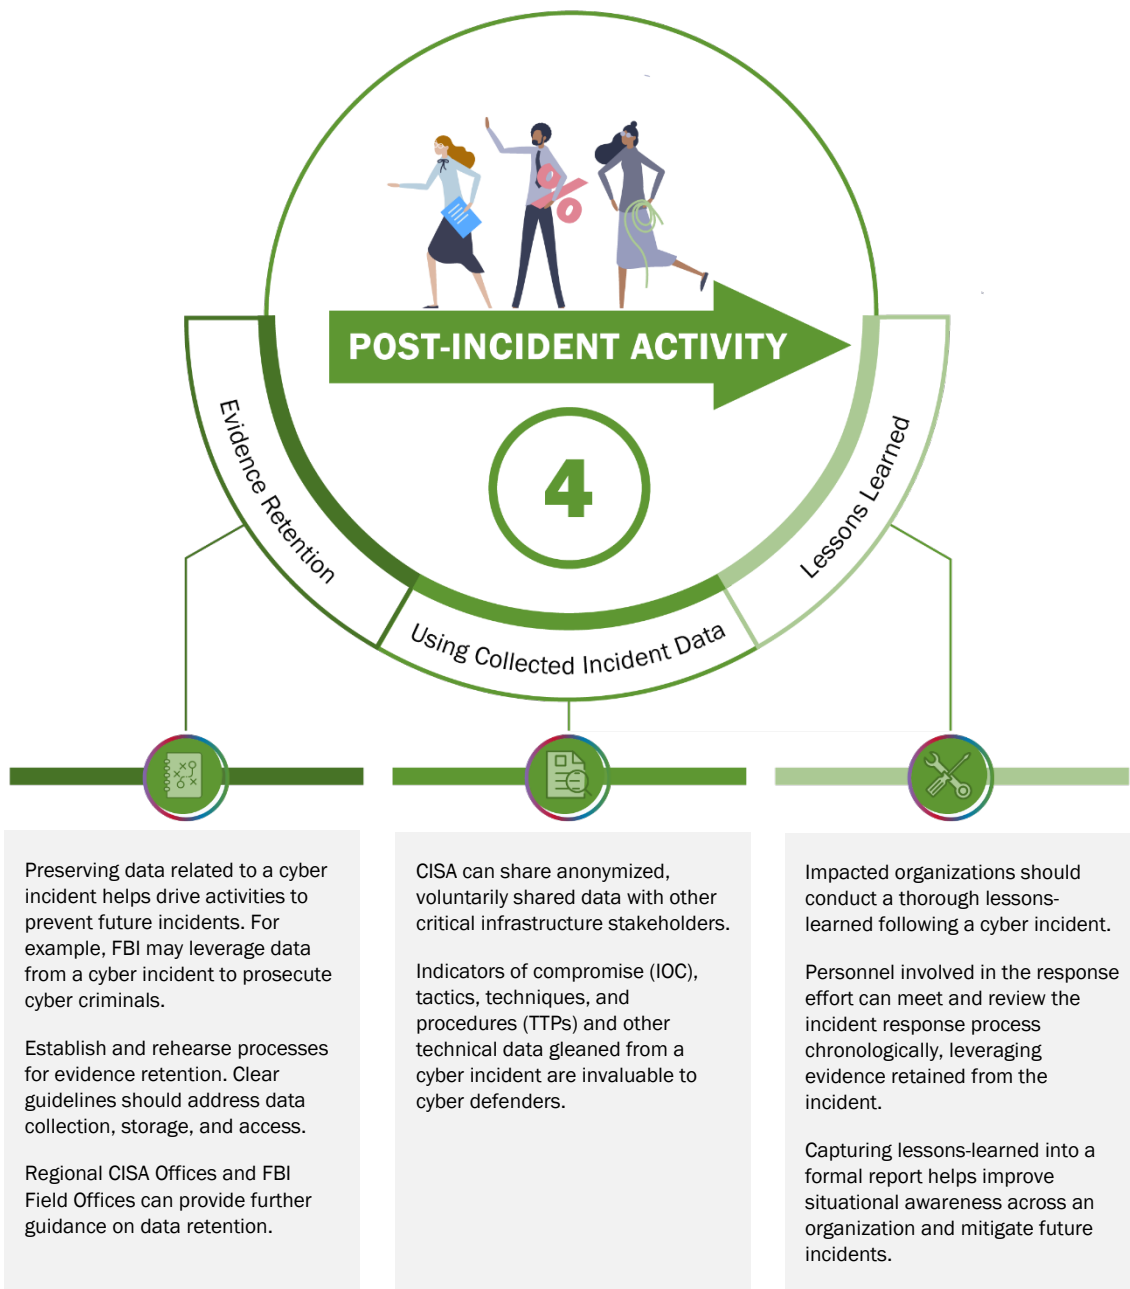 POST-INCIDENT ACTIVITY
4
Evidence Retention
Using Collected Incident Data
Lessons Learned
Preserving data related to a cyber
incident helps drive activities to
prevent future incidents. For
example, FBI may leverage data
from a cyber incident to prosecute
cyber criminals.
Establish and rehearse processes
for evidence retention. Clear
guidelines should address data
collection, storage, and access.
Regional CISA Offices and FBI
Field Offices can provide further
guidance on data retention.
CISA can share anonymized,
voluntarily shared data with other
critical infrastructure stakeholders.
Indicators of compromise (IOC),
tactics, techniques, and
procedures (TTPs) and other
technical data gleaned from a
cyber incident are invaluable to
cyber defenders.
Impacted organizations should
conduct a thorough lessons-
learned following a cyber incident.
Personnel involved in the response
effort can meet and review the
incident response process
chronologically, leveraging
evidence retained from the
incident.
Capturing lessons-learned into a
formal report helps improve
situational awareness across an
organization and mitigate future
incidents.